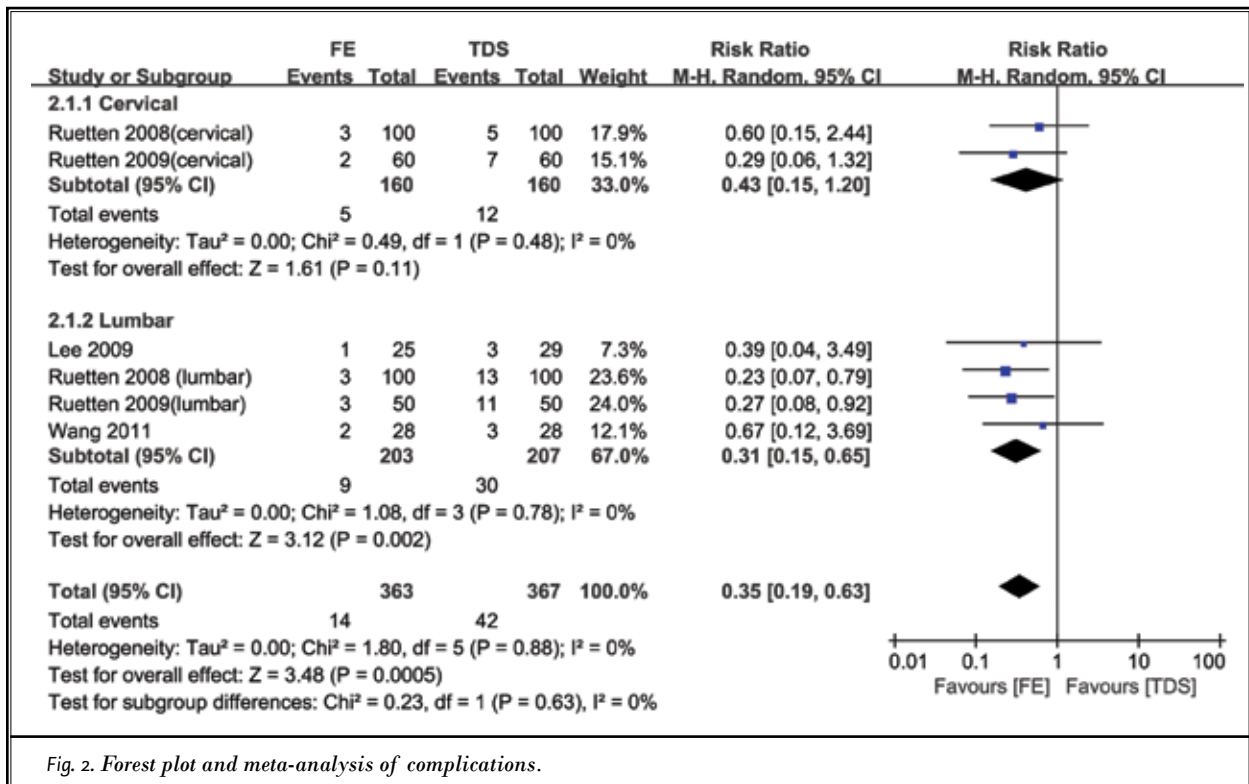 FE TDS Risk Ratio Risk Ratio
Study or Subgroup Events Total Events Total Weight M-H, Random, 95% CI M-H, Random, 95% CI
2.1.1 Cervical
Ruetten 2008(cervical) 3 100 5 100 17.9% 0.60 [0.15, 2.44]
Ruetten 2009(cervical) 2 60 7 60 15.1% 0.29 [0.06, 1.32]
Subtotal (95% CI) 160 160 33.0% 0.43 [0.15, 1.20]
Total events 5 12
Heterogeneity: Tau² = 0.00; Chi² = 0.49, df = 1 (P = 0.48); I² = 0%
Test for overall effect: Z = 1.61 (P = 0.11)
2.1.2 Lumbar
Lee 2009 1 25 3 29 7.3% 0.39 [0.04, 3.49]
Ruetten 2008 (lumbar) 3 100 13 100 23.6% 0.23 [0.07, 0.79]
Ruetten 2009(lumbar) 3 50 11 50 24.0% 0.27 [0.08, 0.92]
Wang 2011 2 28 3 28 12.1% 0.67 [0.12, 3.69]
Subtotal (95% CI) 203 207 67.0% 0.31 [0.15, 0.65]
Total events 9 30
Heterogeneity: Tau² = 0.00; Chi² = 1.08, df = 3 (P = 0.78); I² = 0%
Test for overall effect: Z = 3.12 (P = 0.002)
Total (95% CI) 363 367 100.0% 0.35 [0.19, 0.63]
Total events 14 42
Heterogeneity: Tau² = 0.00; Chi² = 1.80, df = 5 (P = 0.88); I² = 0%
Test for overall effect: Z = 3.48 (P = 0.0005)
Test for subgroup differences: Chi² = 0.23, df = 1 (P = 0.63), I² = 0%
0.01 0.1 1 10 100
Favours [FE] Favours [TDS]
Fig. 2. Forest plot and meta-analysis of complications.